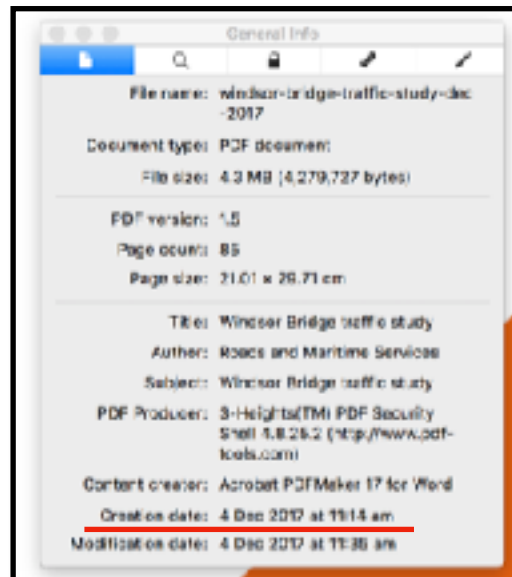 General Info
File name: windsor-bridge-traffic-study-dec
-2017
Document type: PDF document
File size: 4.3 MB (4,279,727 bytes)
PDF version: 1.5
Page count:
Page size: 21.01 x 29.71 cm
Title: Windsor Bridge traffic study
Author: Roads and Maritime Services
Subject: Windsor Bridge traffic study
PDF Producer: 3-Heights(TM) PDF Security
Shell 4.8.25.2 (http://www.pdf-
tools.com)
Content creator: Acrobat PDFMaker 17 for Word
Creation date: 4 Dec 2017 at 11:14 am
Modification date: 4 Dec 2017 at